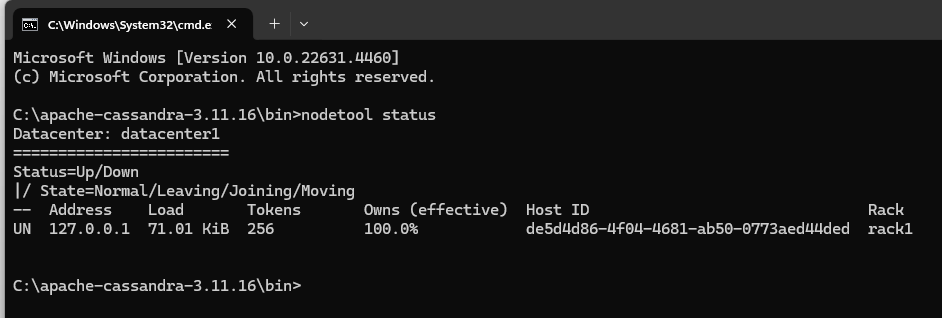 C:\Windows\System32\cmd.e:
Microsoft Windows [Version 10.0.22631.4460]
(c) Microsoft Corporation. All rights reserved.
C:\apache-cassandra-3.11.16\bin>nodetool status
Datacenter: datacenter1
========================
Status=Up/Down
|/ State=Normal/Leaving/Joining/Moving
--  Address    Load       Tokens       Owns (effective)  Host ID                               Rack
UN  127.0.0.1  71.01 KiB  256          100.0%            de5d4d86-4f04-4681-ab50-0773aed44ded  rack1
C:\apache-cassandra-3.11.16\bin>